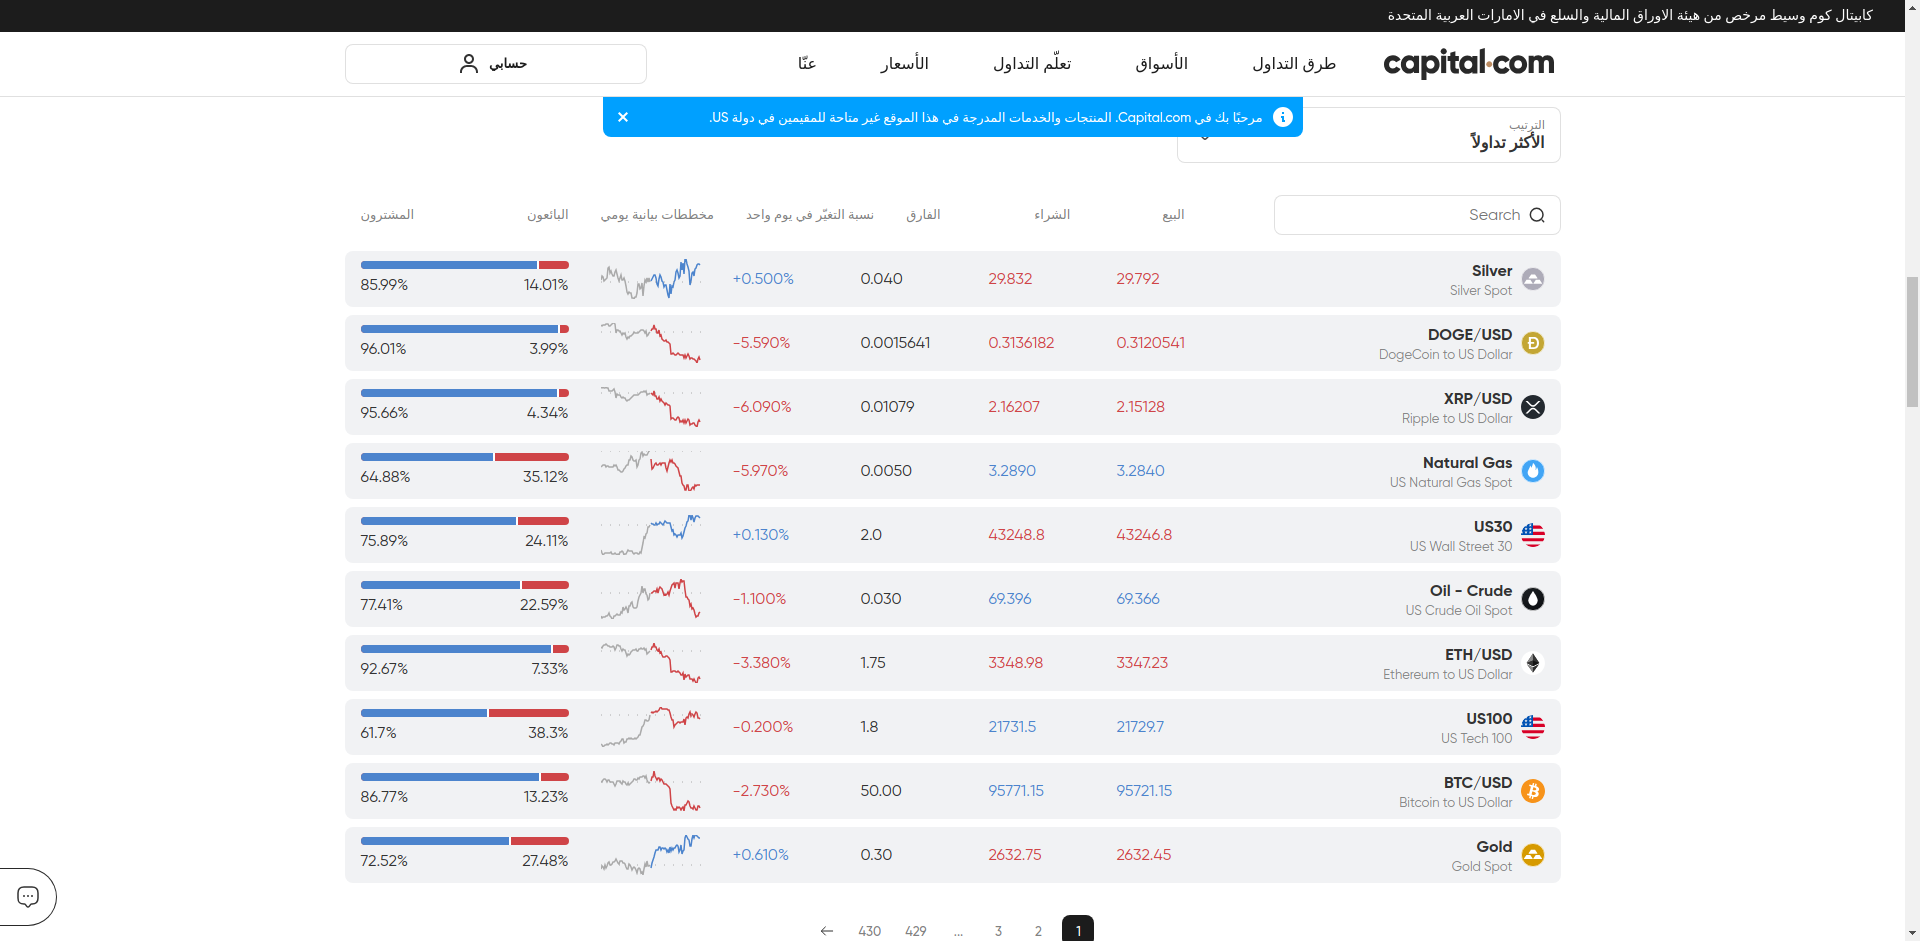 كابيتال كوم وسيط مرخص من هيئة الاوراق المالية والسلع في الامارات العربية المتحدة
capital.com
طرق التداول
الأسواق
تعلّم التداول
الأسعار
عنّا
حسابي
مرحبًا بك في Capital.com. المنتجات والخدمات المدرجة في هذا الموقع غير متاحة للمقيمين في دولة US.
الترتيب
الأكثر تداولاً
Search
البيع
الشراء
الفارق
نسبة التغيّر في يوم واحد
مخططات بيانية يومي
البائعون
المشترون
Silver
Silver Spot
29.792
29.832
0.040
+0.500%
14.01%
85.99%
DOGE/USD
DogeCoin to US Dollar
0.3120541
0.3136182
0.0015641
-5.590%
3.99%
96.01%
XRP/USD
Ripple to US Dollar
2.15128
2.16207
0.01079
-6.090%
4.34%
95.66%
Natural Gas
US Natural Gas Spot
3.2840
3.2890
0.0050
-5.970%
35.12%
64.88%
US30
US Wall Street 30
43246.8
43248.8
2.0
+0.130%
24.11%
75.89%
Oil - Crude
US Crude Oil Spot
69.366
69.396
0.030
-1.100%
22.59%
77.41%
ETH/USD
Ethereum to US Dollar
3347.23
3348.98
1.75
-3.380%
7.33%
92.67%
US100
US Tech 100
21729.7
21731.5
1.8
-0.200%
38.3%
61.7%
BTC/USD
Bitcoin to US Dollar
95721.15
95771.15
50.00
-2.730%
13.23%
86.77%
Gold
Gold Spot
2632.45
2632.75
0.30
+0.610%
27.48%
72.52%
1
2
3
...
429
430